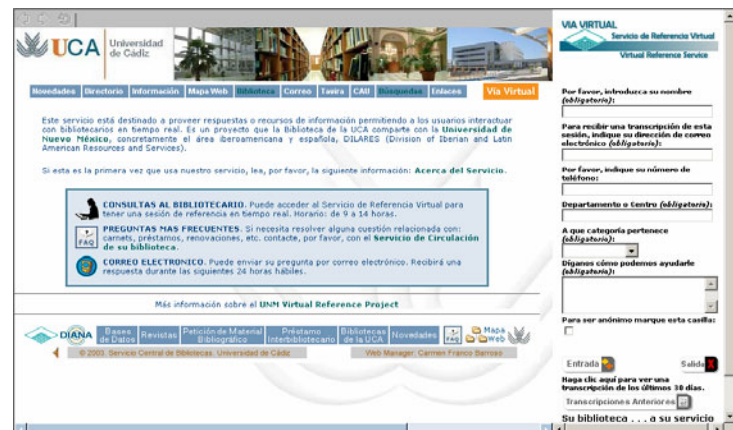 UCA Universidad
de Cádiz
Novedades Directorio Información Mapa Web Biblioteca Correo Tavira CAU Búsquedas Enlaces Vía Virtual
Este servicio está destinado a proveer respuestas o recursos de información permitiendo a los usuarios interactuar
con bibliotecarios en tiempo real. Es un proyecto que la Biblioteca de la UCA comparte con la Universidad de
Nuevo México, concretamente el área iberoamericana y española, DILARES (Division of Iberian and Latin
American Resources and Services).
Si esta es la primera vez que usa nuestro servicio, lea, por favor, la siguiente información: Acerca del Servicio.
CONSULTAS AL BIBLIOTECARIO. Puede acceder al Servicio de Referencia Virtual para
tener una sesión de referencia en tiempo real. Horario: de 9 a 14 horas.
FAQ
PREGUNTAS MAS FRECUENTES. Si necesita resolver alguna cuestión relacionada con:
carnets, préstamos, renovaciones, etc. contacte, por favor, con el Servicio de Circulación
de su biblioteca.
CORREO ELECTRONICO. Puede enviar su pregunta por correo electrónico. Recibirá una
respuesta durante las siguientes 24 horas hábiles.
Más información sobre el UNM Virtual Reference Project
DIANA
Bases
de Datos
Revistas
Petición de Material
Bibliográfico
Préstamo
Interbibliotecario
Bibliotecas
de la UCA
Novedades
FAQ
Mapa
Web
© 2003. Servicio Central de Bibliotecas. Universidad de Cádiz
Web Manager: Carmen Franco Barroso
VIA VIRTUAL
Servicio de Referencia Virtual
Virtual Reference Service
Por favor, introduzca su nombre
(obligatorio):
Para recibir una transcripción de esta
sesión, indique su dirección de correo
electrónico (obligatorio):
Por favor, indique su número de
teléfono:
Departamento o Centro (obligatorio):
A que categoría pertenece
(obligatorio):
Díganos cómo podemos ayudarle
(obligatorio):
Para ser anónimo marque esta casilla:
Entrada
Salida X
Haga clic aquí para ver una
transcripción de los últimos 30 días.
Transcripciones Anteriores
Su biblioteca . . . a su servicio